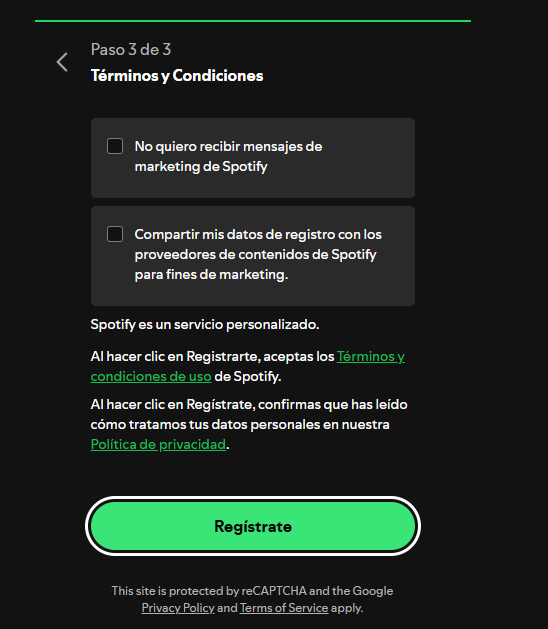 Paso 3 de 3
Términos y Condiciones
No quiero recibir mensajes de
marketing de Spotify
Compartir mis datos de registro con los
proveedores de contenidos de Spotify
para fines de marketing.
Spotify es un servicio personalizado.
Al hacer clic en Registrarte, aceptas los Términos y
condiciones de uso de Spotify.
Al hacer clic en Regístrate, confirmas que has leído
cómo tratamos tus datos personales en nuestra
Política de privacidad.
Regístrate
This site is protected by reCAPTCHA and the Google
Privacy Policy and Terms of Service apply.